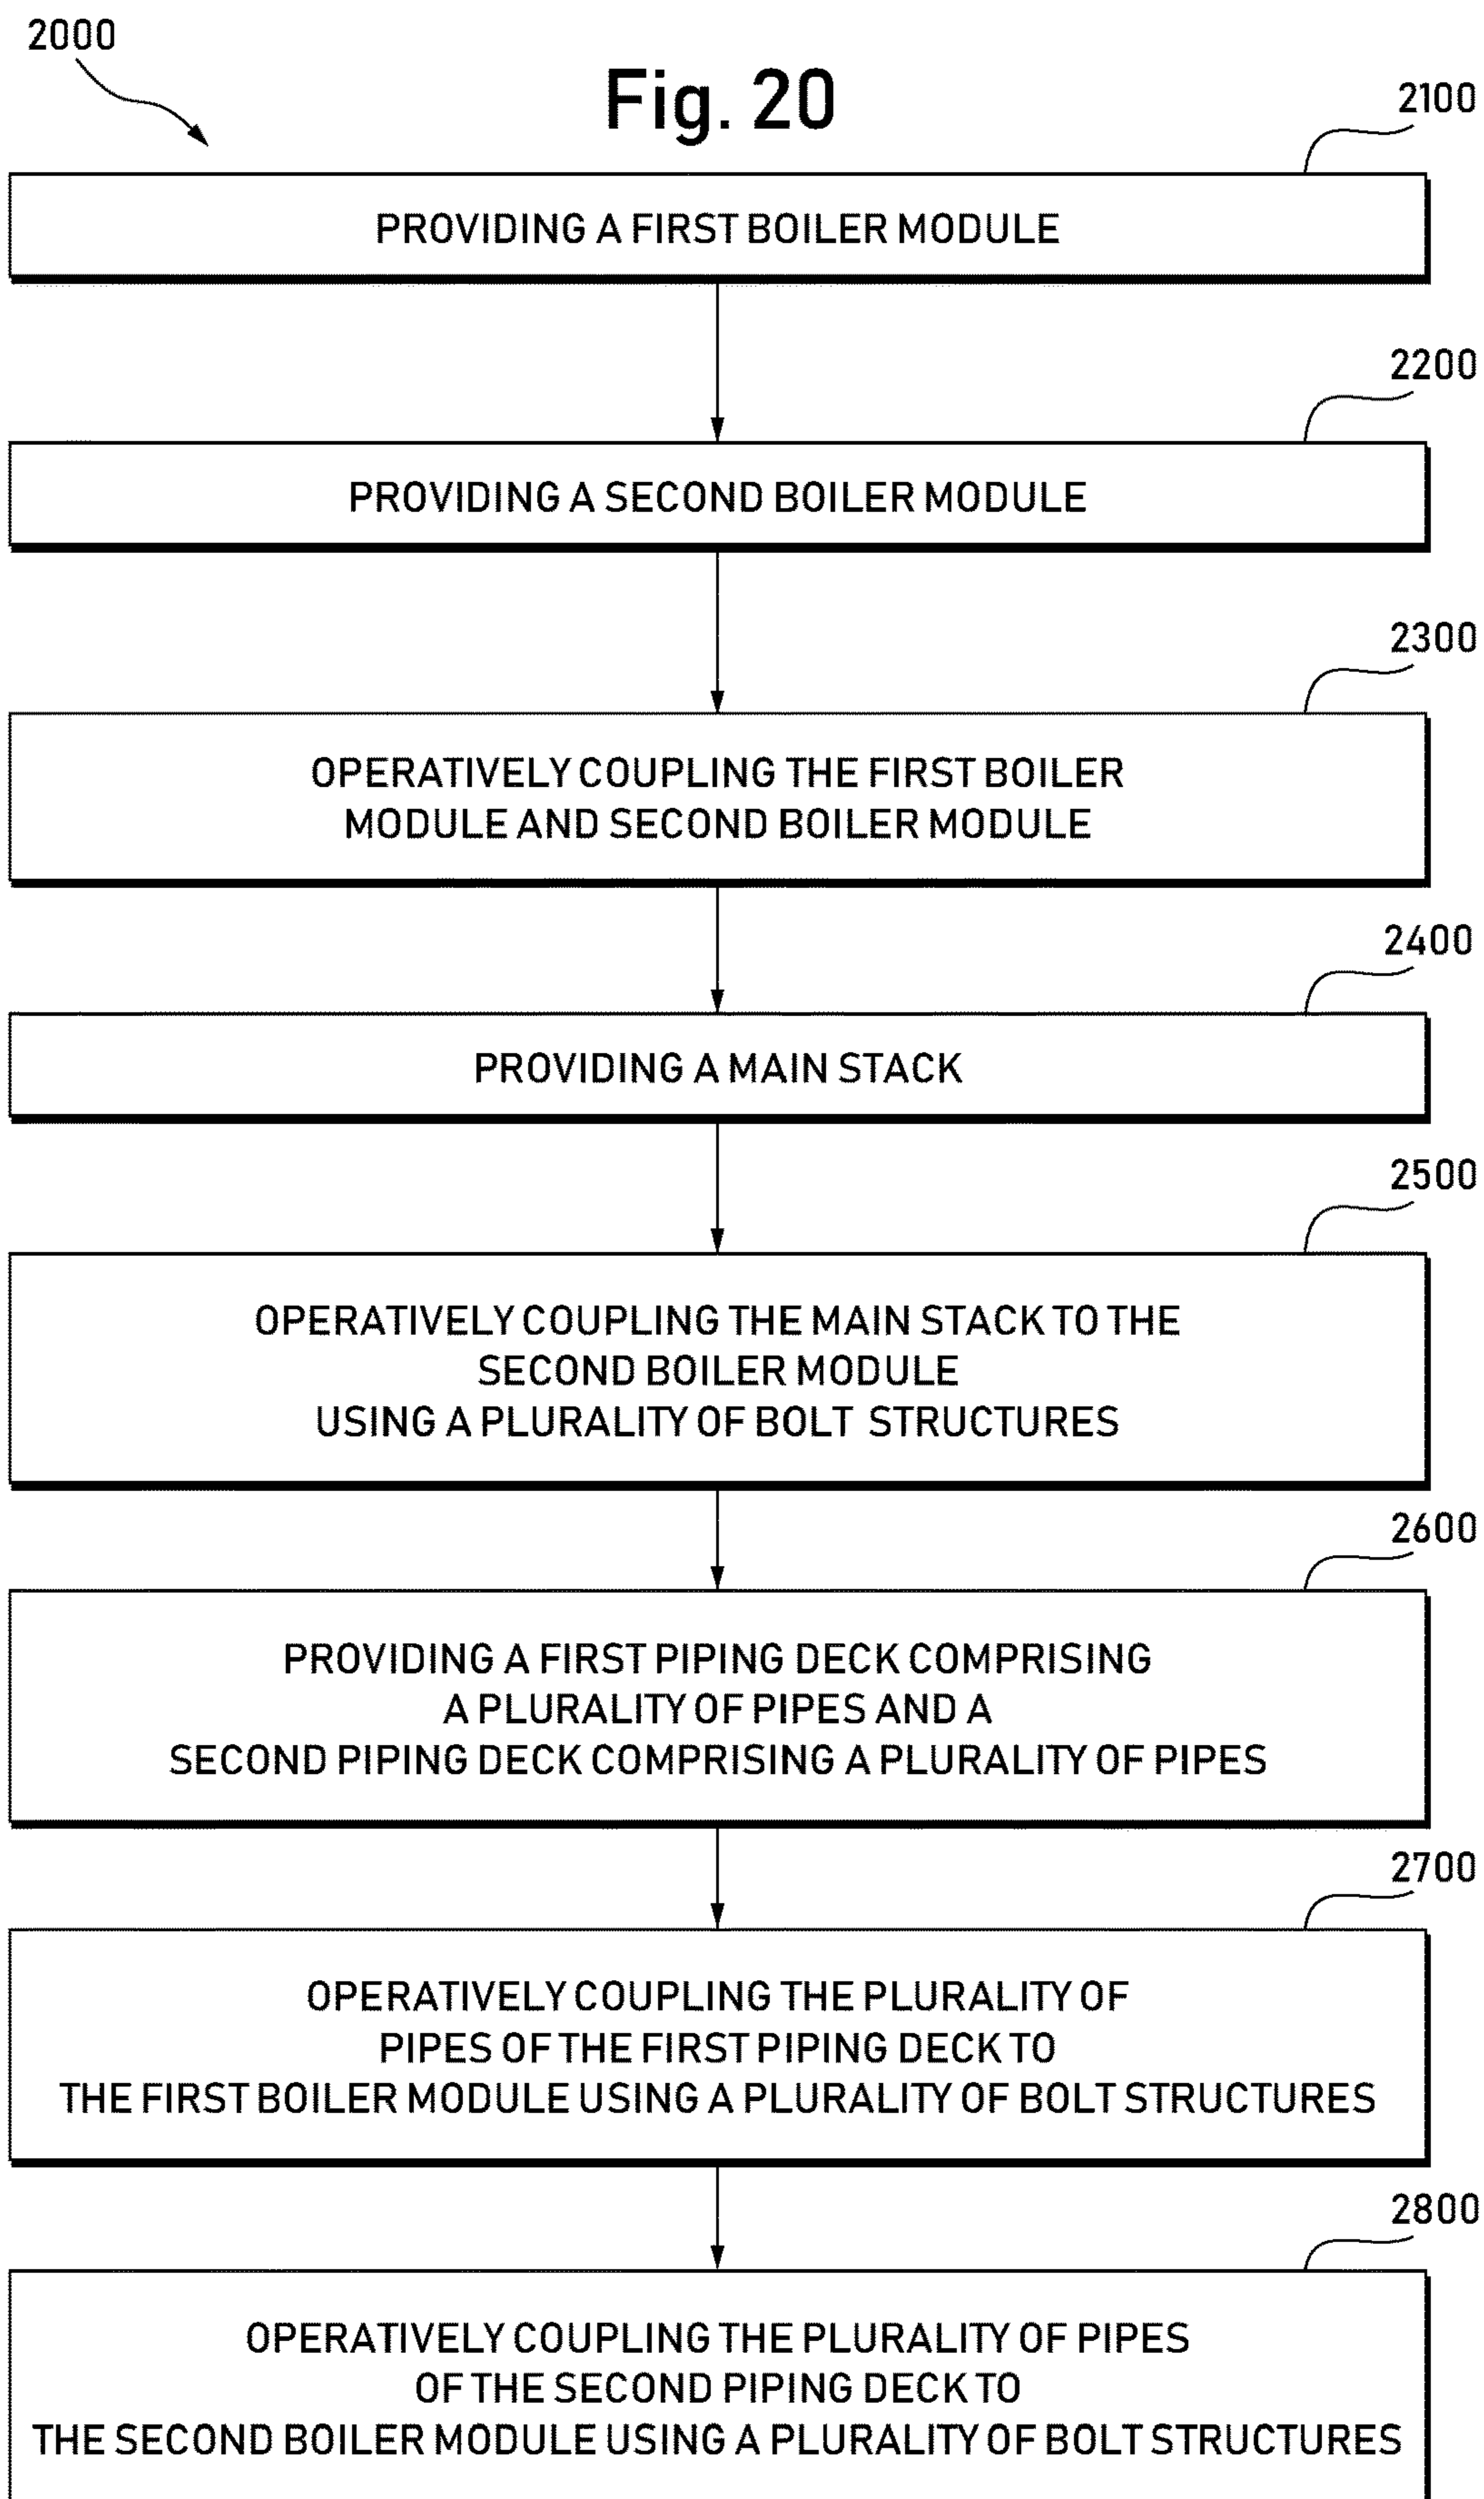 2000
Fig. 20
2100
PROVIDING A FIRST BOILER MODULE
2200
PROVIDING A SECOND BOILER MODULE
2300
OPERATIVELY COUPLING THE FIRST BOILER
MODULE AND SECOND BOILER MODULE
2400
PROVIDING A MAIN STACK
2500
OPERATIVELY COUPLING THE MAIN STACK TO THE
SECOND BOILER MODULE
USING A PLURALITY OF BOLT STRUCTURES
2600
PROVIDING A FIRST PIPING DECK COMPRISING
A PLURALITY OF PIPES AND A
SECOND PIPING DECK COMPRISING A PLURALITY OF PIPES
2700
OPERATIVELY COUPLING THE PLURALITY OF
PIPES OF THE FIRST PIPING DECK TO
THE FIRST BOILER MODULE USING A PLURALITY OF BOLT STRUCTURES
2800
OPERATIVELY COUPLING THE PLURALITY OF PIPES
OF THE SECOND PIPING DECK TO
THE SECOND BOILER MODULE USING A PLURALITY OF BOLT STRUCTURES